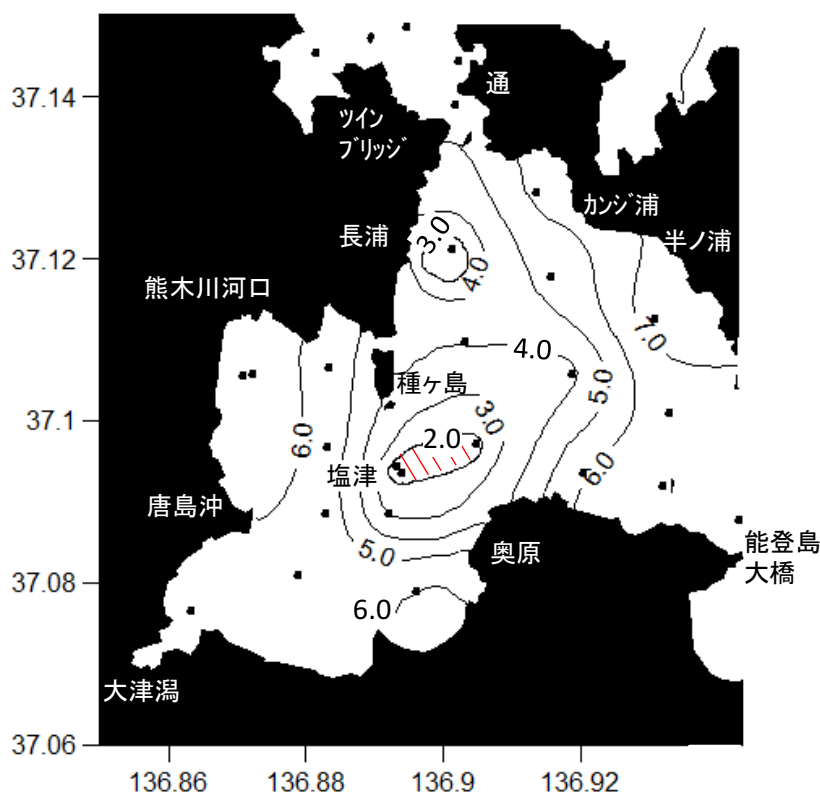 37.14
通
ツイン
ブリッジ
3.0
カンジ浦
長浦
半ノ浦
37.12
4.0
熊木川河口
7.0
4.0
種ヶ島
5.0
37.1
3.0
6.0
2.0
塩津
6.0
唐島沖
5.0
奥原
能登島
大橋
37.08
6.0
大津潟
37.06
136.86
136.88
136.9
136.92